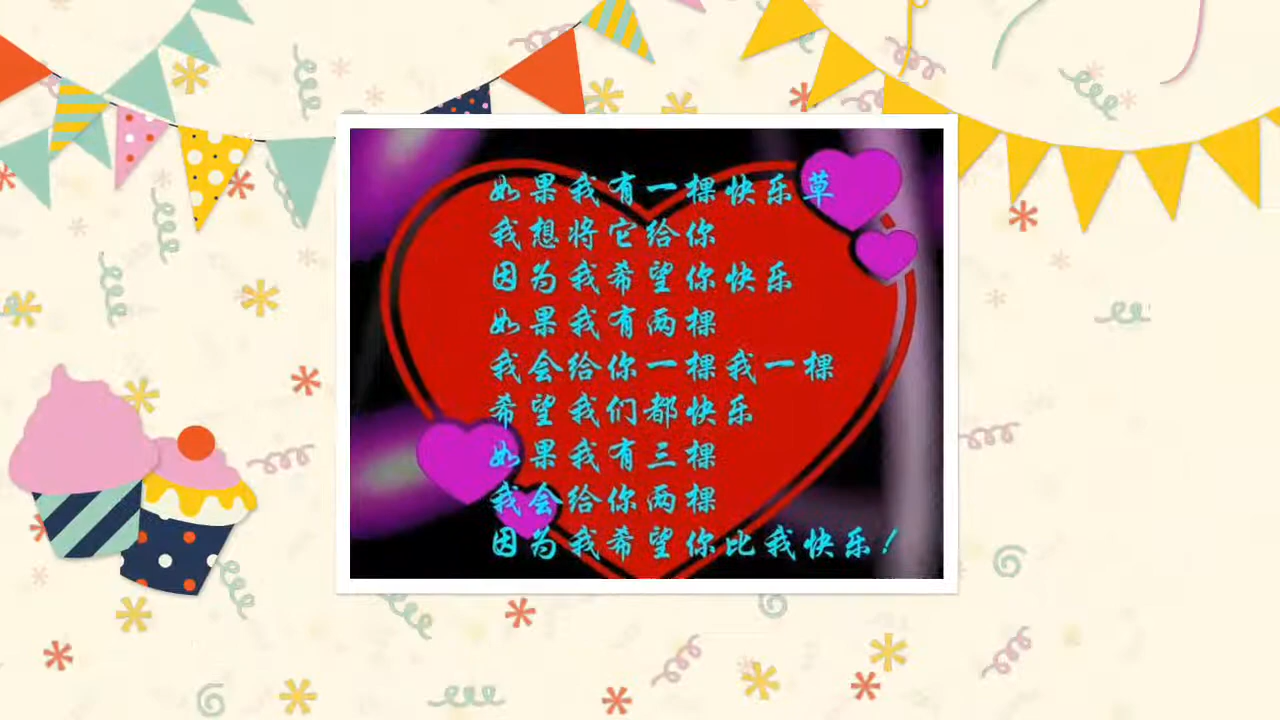 如果我有一棵快乐草
我想将它给你
因为我希望你快乐
如果我有两棵
我会给你一棵我一棵
希望我们都快乐
如果我有三棵
我会给你两棵
因为我希望你比我快乐！